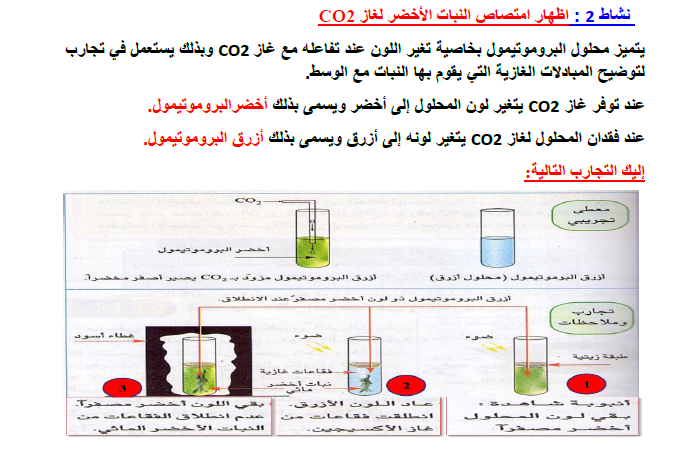 نشاط 2 : اظهار امتصاص النبات الأخضر لغاز CO2
يتميز محلول البروموتيمول بخاصية تغير اللون عند تفاعله مع غاز CO2 وبذلك يستعمل في تجارب
لتوضيح المبادلات الغازية التي يقوم بها النبات مع الوسط.
عند توفر غاز CO2 يتغير لون المحلول إلى أخضر ويسمى بذلك أخضرالبروموتيمول.
عند فقدان المحلول لغاز CO2 يتغير لونه إلى أزرق ويسمى بذلك أزرق البروموتيمول.
إليك التجارب التالية:
معطى
تجريبي
CO₂
أخضر البروموتيمول
أزرق البروموتيمول (محلول أزرق)
أزرق البروموتيمول مزود بـ CO₂ يصير أصفر مخضرا.
تجارب
وملاحظات
أزرق البروموتيمول ذو لون أخضر مصفر عند الانطلاق.
ضوء
طبقة زيتية
1
ضوء
فقاعات غازية
نبات أخضر
مائي
2
غطاء أسود
3
أنبوبة شاهدة :
بقي لون المحلول
أخضر مصفرا.
عاد اللون الأزرق.
انطلقت فقاعات من
غاز الأكسجين.
بقي اللون أخضر مصفرا.
عدم انطلاق الفقاعات من
النبات الأخضر المائي.